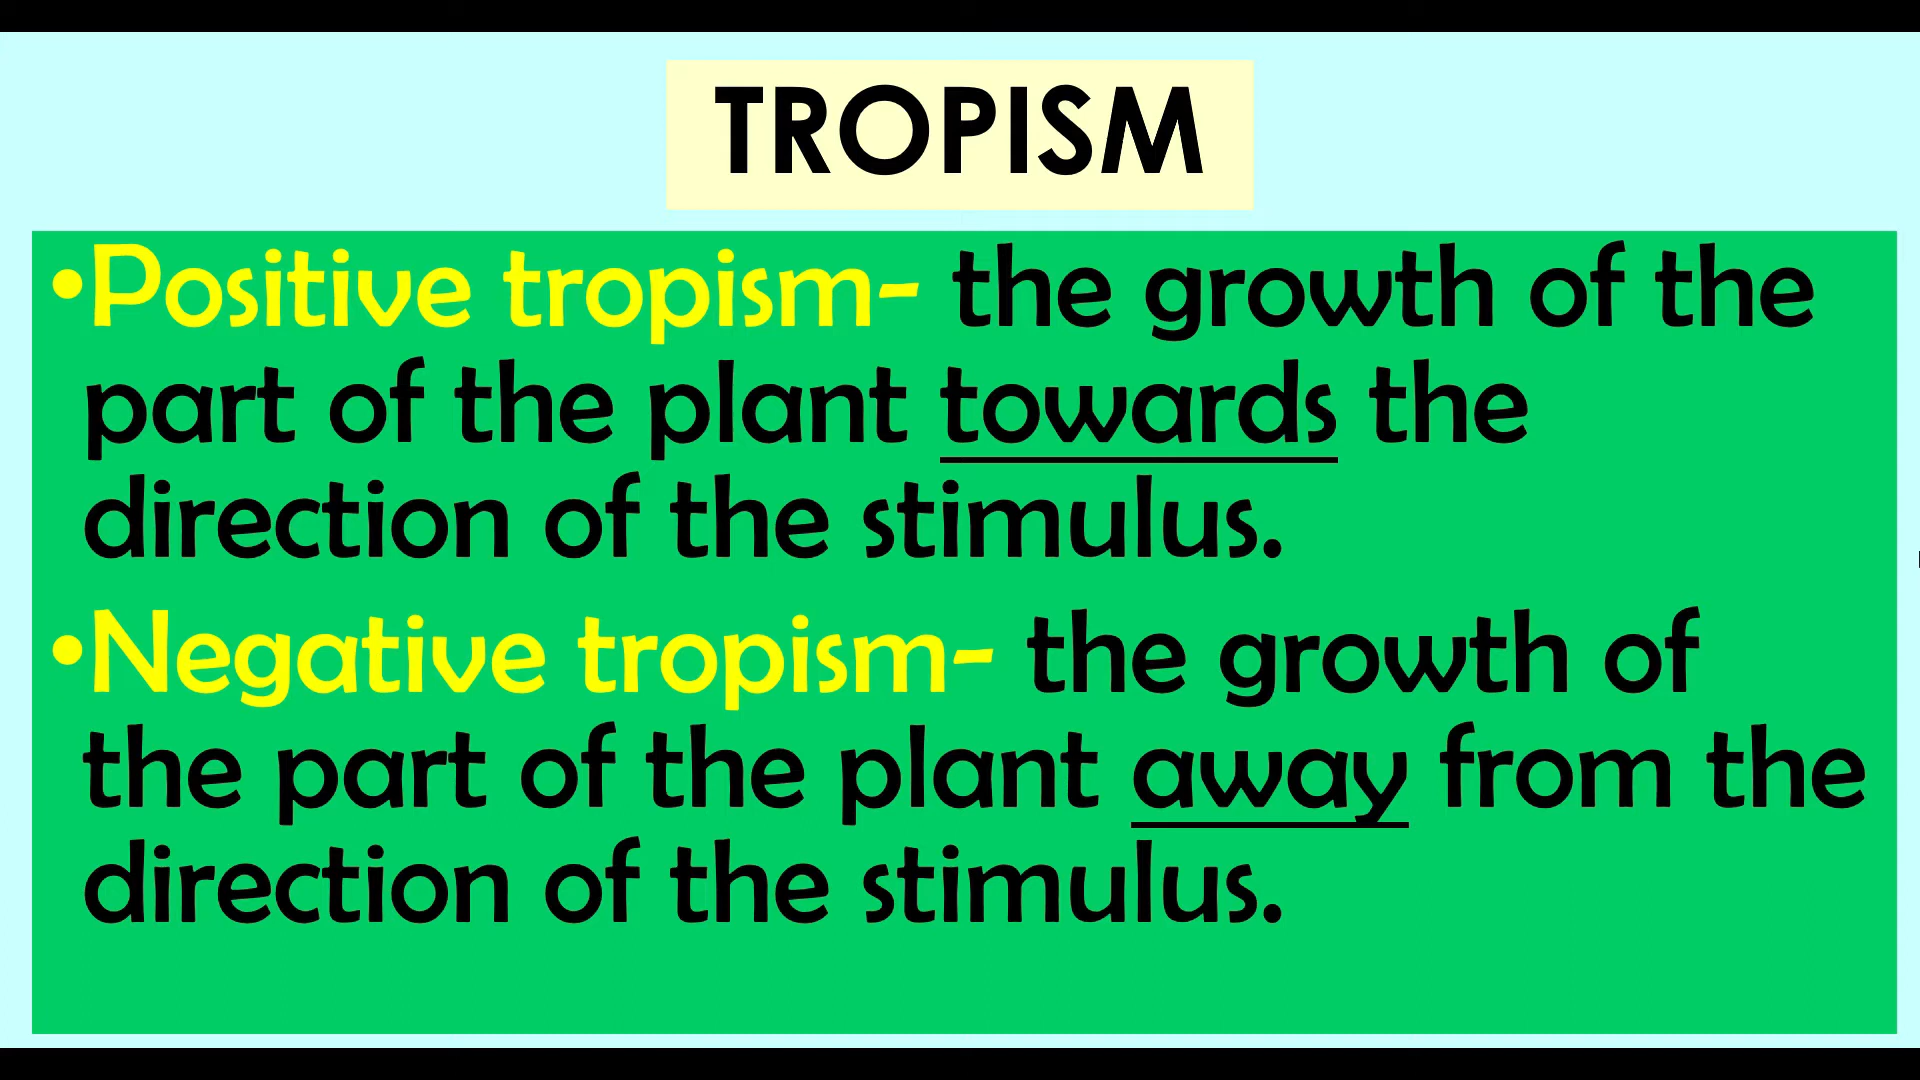 TROPISM
•Positive tropism- the growth of the
part of the plant towards the
direction of the stimulus.
•Negative tropism- the growth of
the part of the plant away from the
direction of the stimulus.